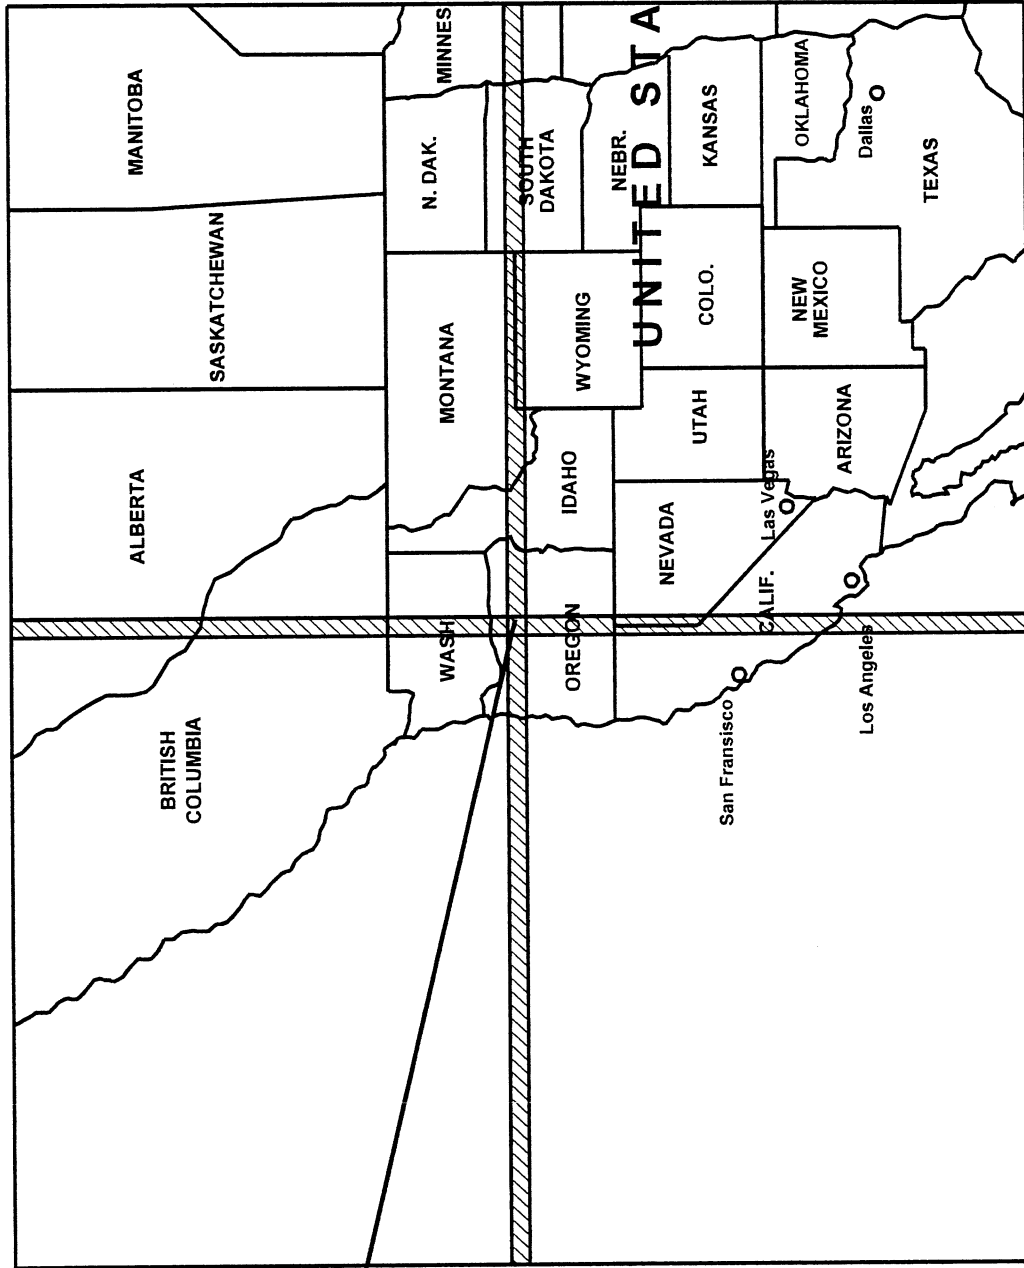 BRITISH
COLUMBIA
ALBERTA
SASKATCHEWAN
MANITOBA
WASH
MONTANA
N. DAK.
MINNES
OREGON
IDAHO
WYOMING
SOUTH
DAKOTA
NEBR.
UNITED STA
NEVADA
UTAH
COLO.
KANSAS
San Fransisco
CALIF.
Las Vegas
ARIZONA
NEW
MEXICO
OKLAHOMA
Los Angeles
Dallas
TEXAS